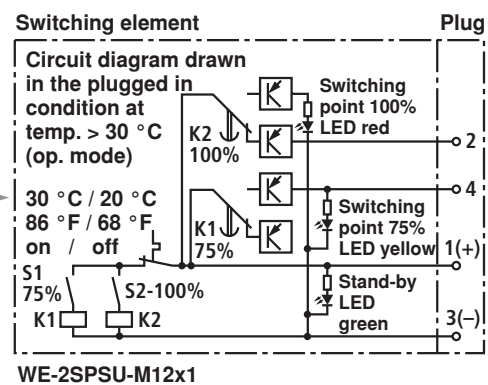 Switching element
Plug
Circuit diagram drawn
in the plugged in
condition at
temp. > 30 °C
(op. mode)
Switching
point 100%
LED red
K2
100%
2
4
30 °C / 20 °C
86 °F / 68 °F
on / off
Switching
point 75%
LED yellow
K1
75%
1(+)
S1
75%
S2-100%
Stand-by
LED
green
K1
K2
3(–)
WE-2SPSU-M12x1